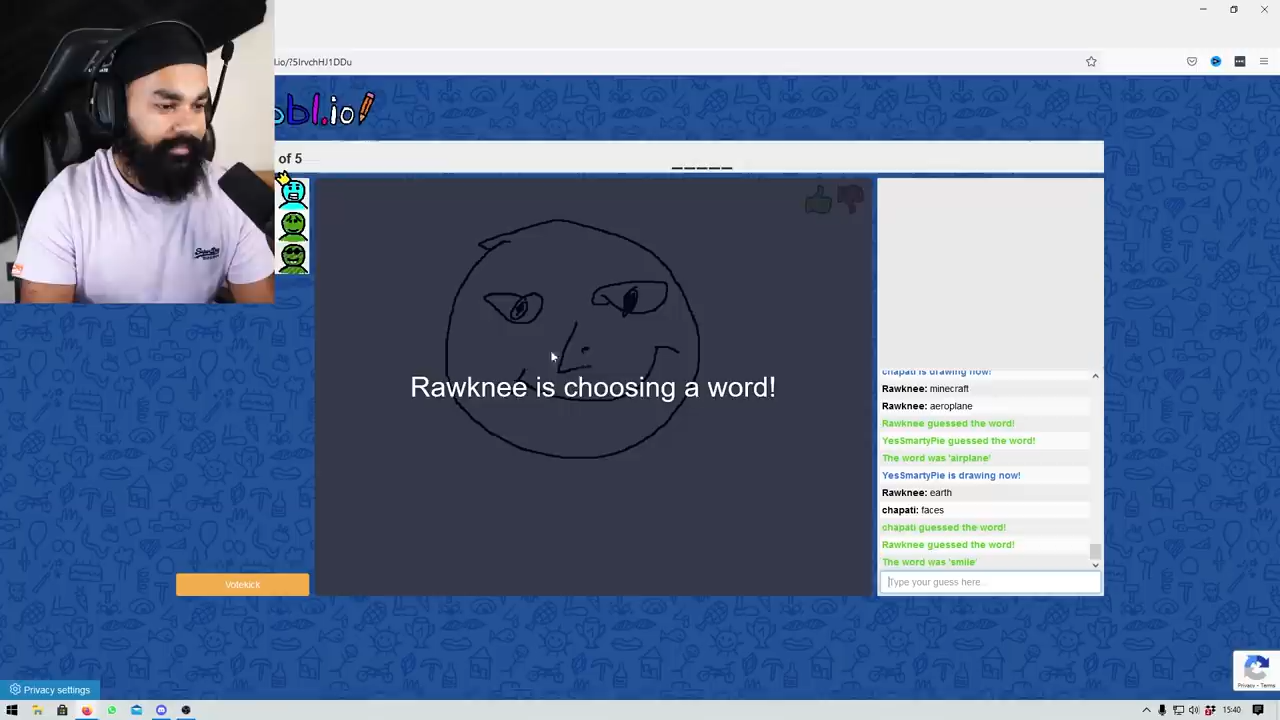 .io/?5IrvchHJ1DDu
bl.io
of 5
_ _ _ _ _
Rawknee is choosing a word!
chapati is drawing now!
Rawknee: minecraft
Rawknee: aeroplane
Rawknee guessed the word!
YesSmartyPie guessed the word!
The word was 'airplane'
YesSmartyPie is drawing now!
Rawknee: earth
chapati: faces
chapati guessed the word!
Rawknee guessed the word!
The word was 'smile'
Type your guess here...
Votekick
Privacy - Terms
Privacy settings
15:40